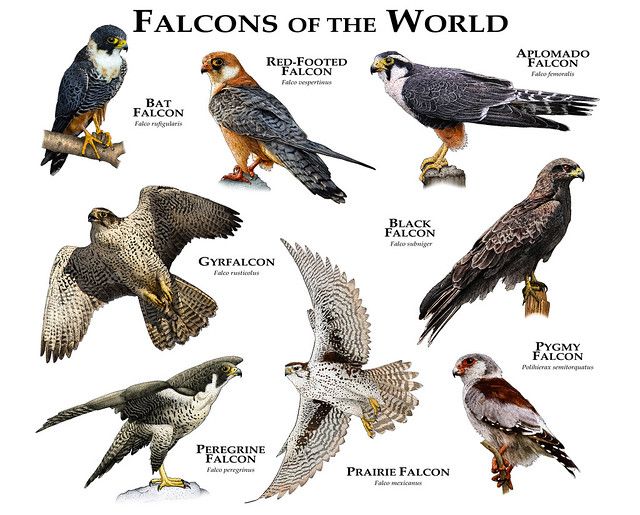 Falcons of the World
Bat
Falcon
Falco rufigularis
Red-Footed
Falcon
Falco vespertinus
Aplomado
Falcon
Falco femoralis
Gyrfalcon
Falco rusticolus
Black
Falcon
Falco subniger
Pygmy
Falcon
Polihierax semitorquatus
Peregrine
Falcon
Falco peregrinus
Prairie Falcon
Falco mexicanus